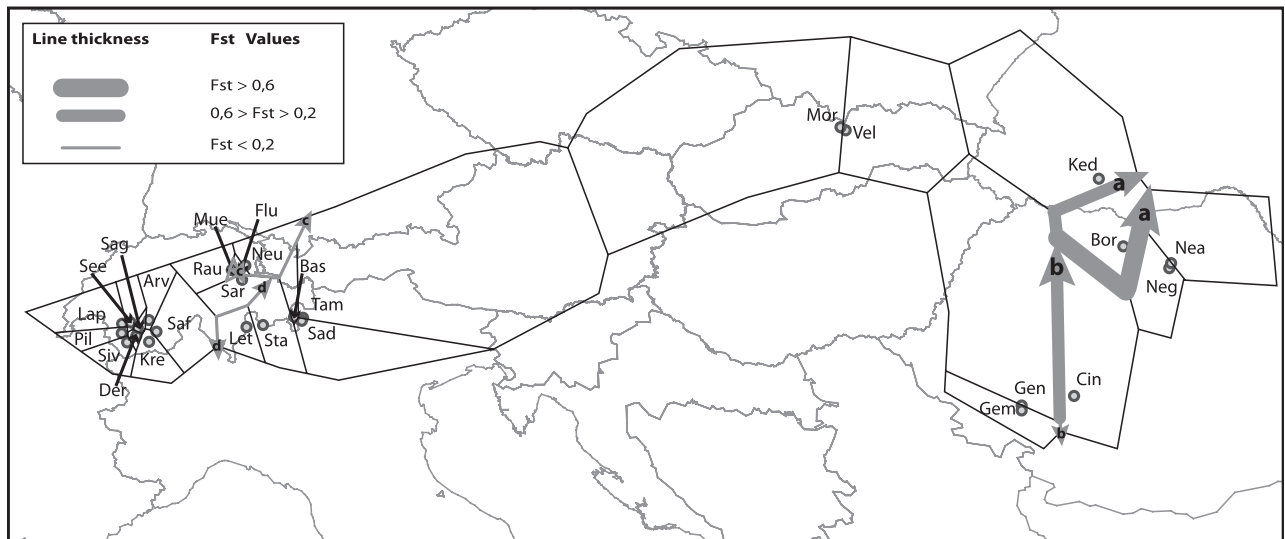 Line thickness Fst Values
Fst > 0,6
0,6 > Fst > 0,2
Fst < 0,2
Mor
Vel
Ked
a
a
Bor
Nea
Neg
b
Cin
Gen
Gem
b
Flu
Mue
c
Sag
Neu
See
Rau
c
Bas
Arv
Sar
d
Tam
Lap
Saf
Sad
Pil
Let
Sta
d
Siv
Kre
Der